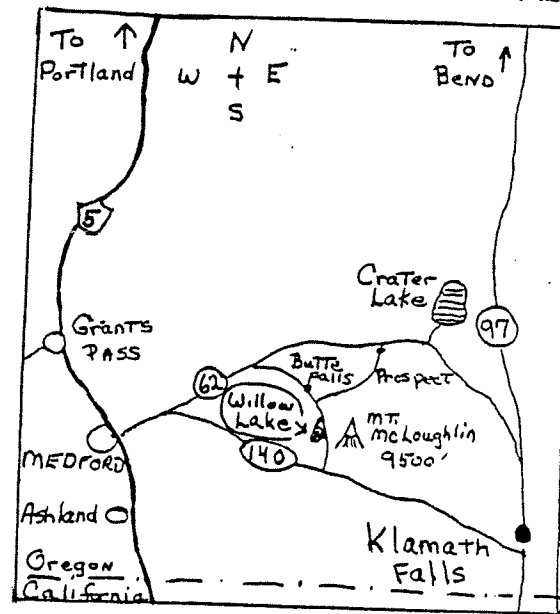 To
Portland
N
W E
S
To
BEND
5
Crater
Lake
97
Grants
PASS
Butte
Falls
Prospect
62
Willow
Lake
MT.
McLoughlin
9500'
MEDFORD
140
Ashland
Klamath
Falls
Oregon
California